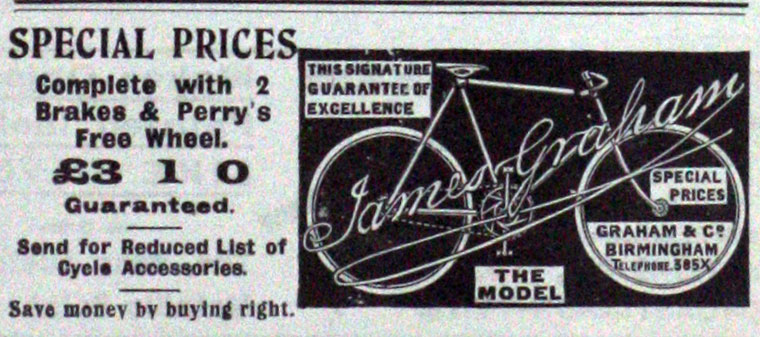 SPECIAL PRICES
Complete with 2
Brakes & Perry's
Free Wheel.
£3 1 0
Guaranteed.
Send for Reduced List of
Cycle Accessories.
Save money by buying right.
THIS SIGNATURE
GUARANTEE OF
EXCELLENCE
James Graham
SPECIAL
PRICES
GRAHAM & Co
BIRMINGHAM
TELEPHONE. 385X
THE
MODEL